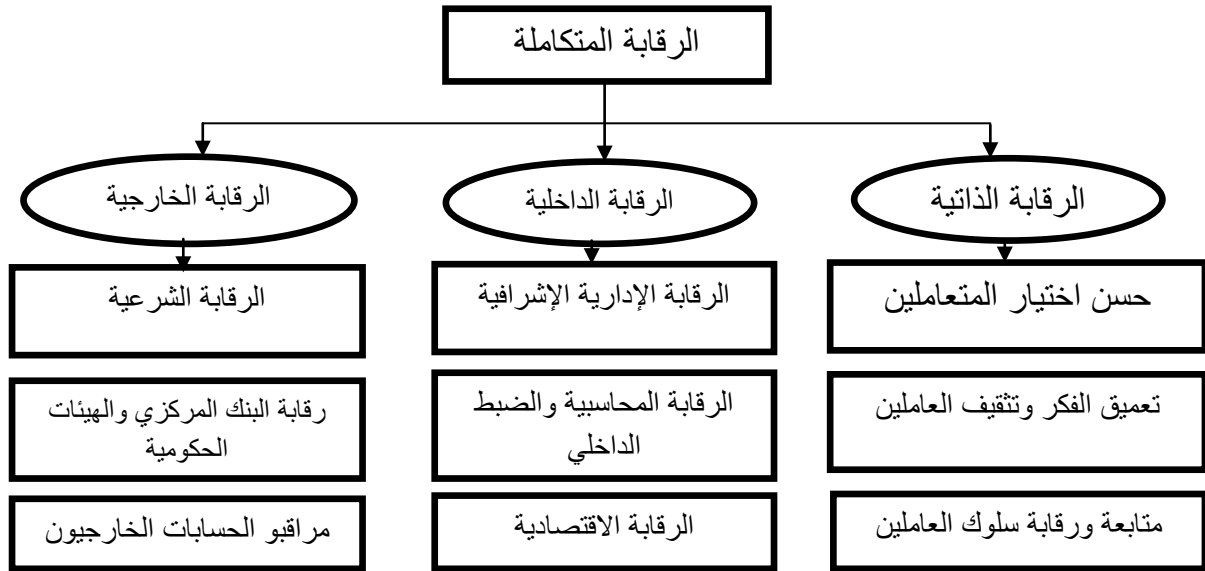 الرقابة المتكاملة
الرقابة الذاتية
الرقابة الداخلية
الرقابة الخارجية
حسن اختيار المتعاملين
الرقابة الإدارية الإشرافية
الرقابة الشرعية
تعميق الفكر وتثقيف العاملين
الرقابة المحاسبية والضبط
الداخلي
رقابة البنك المركزي والهيئات
الحكومية
متابعة ورقابة سلوك العاملين
الرقابة الاقتصادية
مراقبو الحسابات الخارجيون